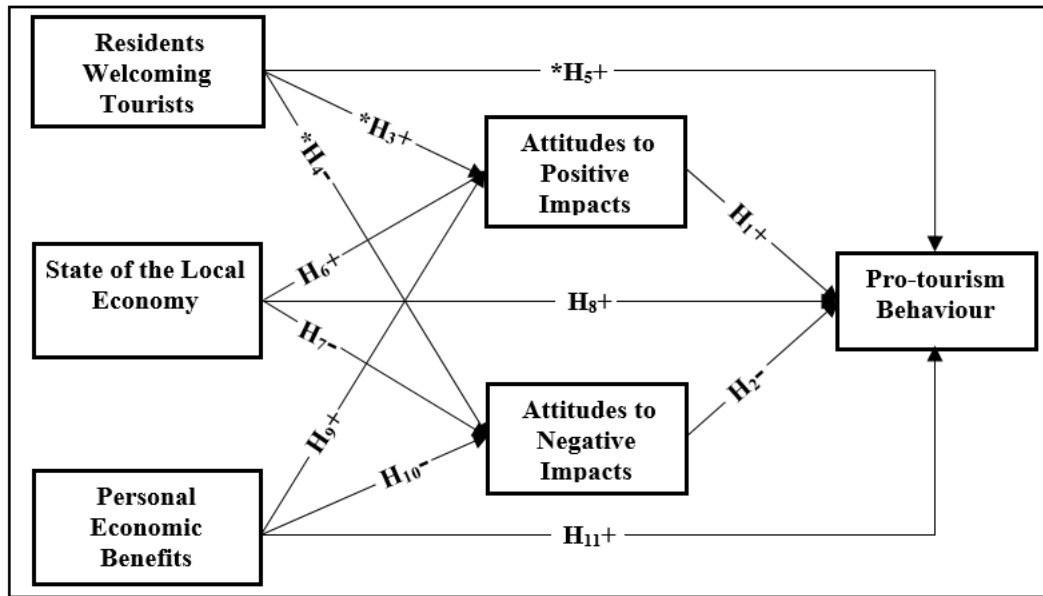 Residents
Welcoming
Tourists
*H₅+
*H₃+
*H₄-
Attitudes to
Positive
Impacts
H₁+
State of the Local
Economy
H₆+
H₈+
H₇-
Pro-tourism
Behaviour
Attitudes to
Negative
Impacts
H₂-
H₉+
H₁₀-
Personal
Economic
Benefits
H₁₁+